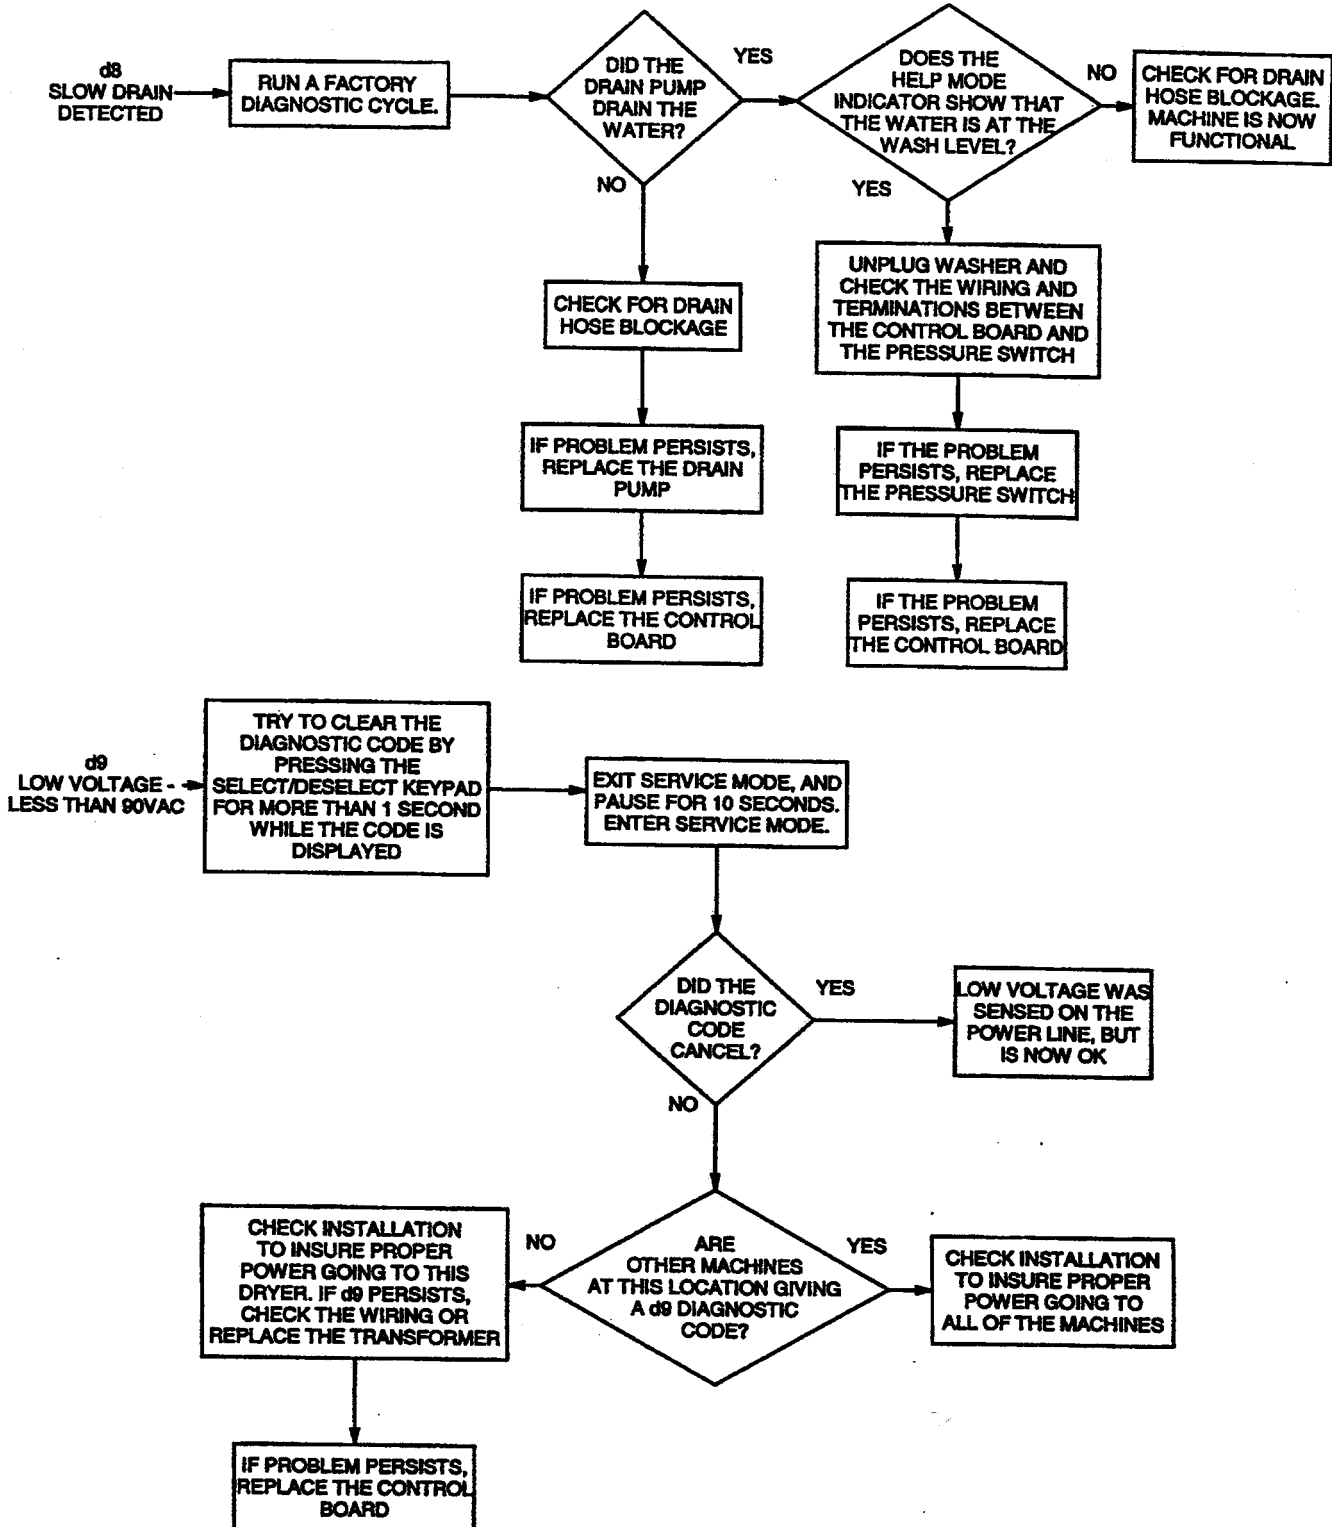 d8
SLOW DRAIN
DETECTED
RUN A FACTORY
DIAGNOSTIC CYCLE.
DID THE
DRAIN PUMP
DRAIN THE
WATER?
YES
NO
DOES THE
HELP MODE
INDICATOR SHOW THAT
THE WATER IS AT THE
WASH LEVEL?
NO
YES
CHECK FOR DRAIN
HOSE BLOCKAGE.
MACHINE IS NOW
FUNCTIONAL
CHECK FOR DRAIN
HOSE BLOCKAGE
IF PROBLEM PERSISTS,
REPLACE THE DRAIN
PUMP
IF PROBLEM PERSISTS,
REPLACE THE CONTROL
BOARD
UNPLUG WASHER AND
CHECK THE WIRING AND
TERMINATIONS BETWEEN
THE CONTROL BOARD AND
THE PRESSURE SWITCH
IF THE PROBLEM
PERSISTS, REPLACE
THE PRESSURE SWITCH
IF THE PROBLEM
PERSISTS, REPLACE
THE CONTROL BOARD
d9
LOW VOLTAGE -
LESS THAN 90VAC
TRY TO CLEAR THE
DIAGNOSTIC CODE BY
PRESSING THE
SELECT/DESELECT KEYPAD
FOR MORE THAN 1 SECOND
WHILE THE CODE IS
DISPLAYED
EXIT SERVICE MODE, AND
PAUSE FOR 10 SECONDS.
ENTER SERVICE MODE.
DID THE
DIAGNOSTIC
CODE
CANCEL?
YES
NO
LOW VOLTAGE WAS
SENSED ON THE
POWER LINE, BUT
IS NOW OK
ARE
OTHER MACHINES
AT THIS LOCATION GIVING
A d9 DIAGNOSTIC
CODE?
NO
YES
CHECK INSTALLATION
TO INSURE PROPER
POWER GOING TO THIS
DRYER. IF d9 PERSISTS,
CHECK THE WIRING OR
REPLACE THE TRANSFORMER
CHECK INSTALLATION
TO INSURE PROPER
POWER GOING TO
ALL OF THE MACHINES
IF PROBLEM PERSISTS,
REPLACE THE CONTROL
BOARD